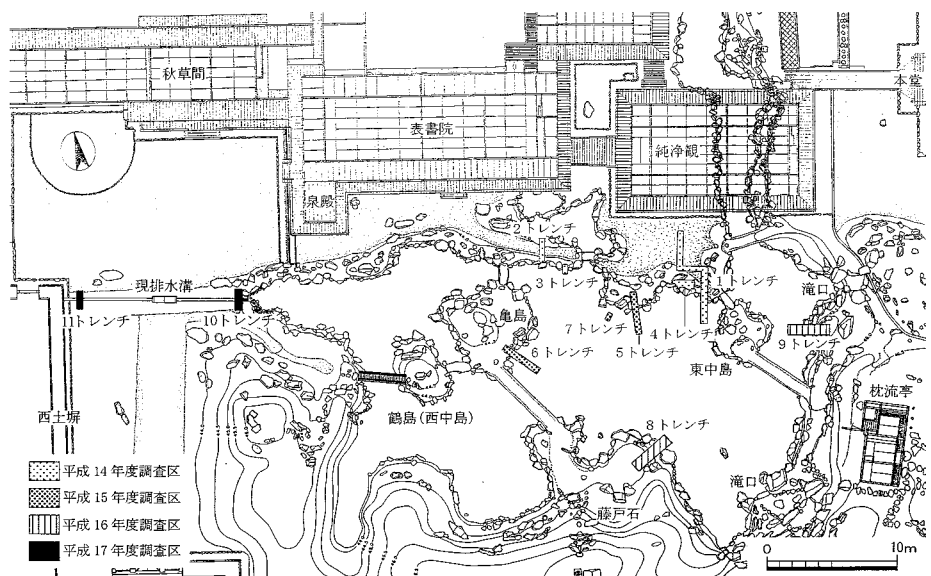 秋草間
表書院
純浄観
本堂
泉殿
2トレンチ
現排水溝
3トレンチ
1トレンチ
滝口
11トレンチ
10トレンチ
亀島
7トレンチ
4トレンチ
9トレンチ
6トレンチ
5トレンチ
東中島
枕流亭
西土塀
鶴島(西中島)
8トレンチ
滝口
藤戸石
平成14年度調査区
平成15年度調査区
平成16年度調査区
平成17年度調査区
0 10m